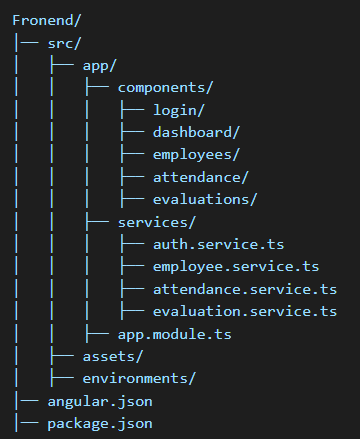 Fronend/
│── src/
│   ├── app/
│   │   ├── components/
│   │   │   ├── login/
│   │   │   ├── dashboard/
│   │   │   ├── employees/
│   │   │   ├── attendance/
│   │   │   ├── evaluations/
│   │   ├── services/
│   │   │   ├── auth.service.ts
│   │   │   ├── employee.service.ts
│   │   │   ├── attendance.service.ts
│   │   │   ├── evaluation.service.ts
│   │   ├── app.module.ts
│   ├── assets/
│   ├── environments/
│── angular.json
│── package.json